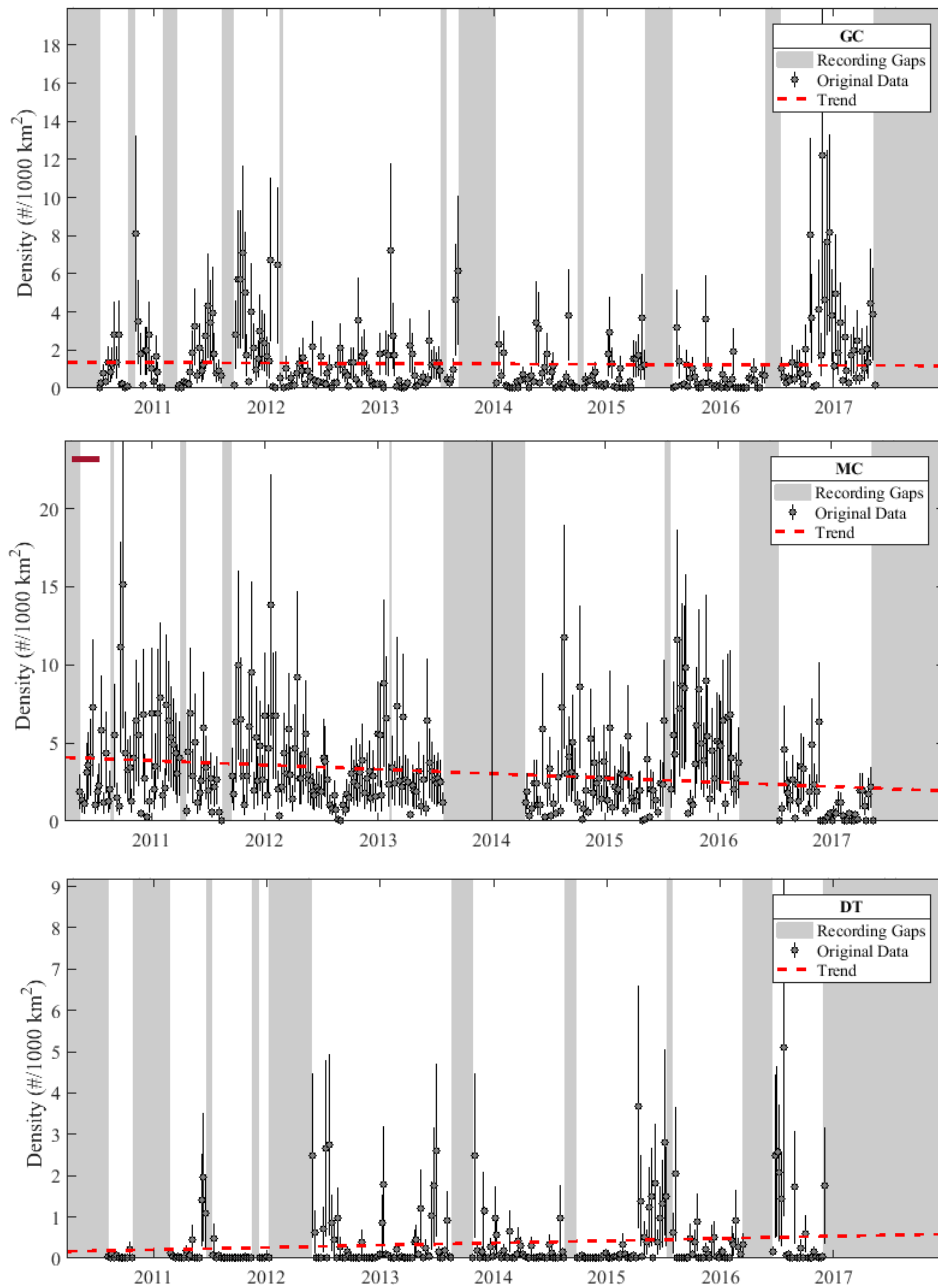 GC
Recording Gaps
Original Data
Trend
18
16
14
12
10
8
6
4
2
0
Density (#/1000 km²)
2011 2012 2013 2014 2015 2016 2017
MC
Recording Gaps
Original Data
Trend
20
15
10
5
0
Density (#/1000 km²)
2011 2012 2013 2014 2015 2016 2017
DT
Recording Gaps
Original Data
Trend
9
8
7
6
5
4
3
2
1
0
Density (#/1000 km²)
2011 2012 2013 2014 2015 2016 2017